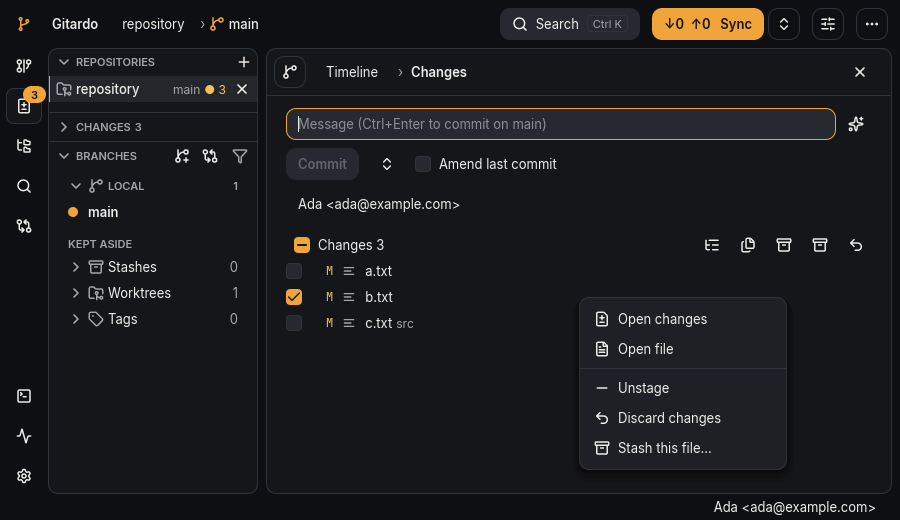 Gitardo repository › main Search Ctrl K ↓0 ↑0 Sync
3
REPOSITORIES
repository main 3
CHANGES 3
BRANCHES
LOCAL 1
main
KEPT ASIDE
Stashes 0
Worktrees 1
Tags 0
Timeline › Changes
Message (Ctrl+Enter to commit on main)
Commit Amend last commit
Ada <ada@example.com>
Changes 3
M a.txt
M b.txt
M c.txt src
Open changes
Open file
Unstage
Discard changes
Stash this file...
Ada <ada@example.com>